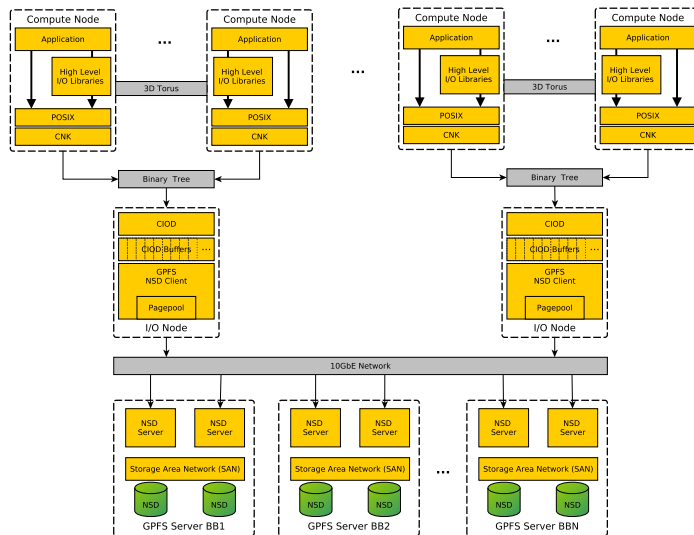 Compute Node
Compute Node
Compute Node
Compute Node
Application
...
Application
Application
...
Application
High Level
I/O Libraries
High Level
I/O Libraries
...
High Level
I/O Libraries
High Level
I/O Libraries
3D Torus
3D Torus
POSIX
POSIX
POSIX
POSIX
CNK
CNK
CNK
CNK
Binary Tree
Binary Tree
CIOD
CIOD
CIOD Buffers ...
CIOD Buffers ...
GPFS
NSD Client
GPFS
NSD Client
Pagepool
Pagepool
I/O Node
I/O Node
10GbE Network
NSD
Server
NSD
Server
NSD
Server
NSD
Server
NSD
Server
NSD
Server
Storage Area Network (SAN)
Storage Area Network (SAN)
...
Storage Area Network (SAN)
NSD
NSD
NSD
NSD
NSD
NSD
GPFS Server BB1
GPFS Server BB2
GPFS Server BBN